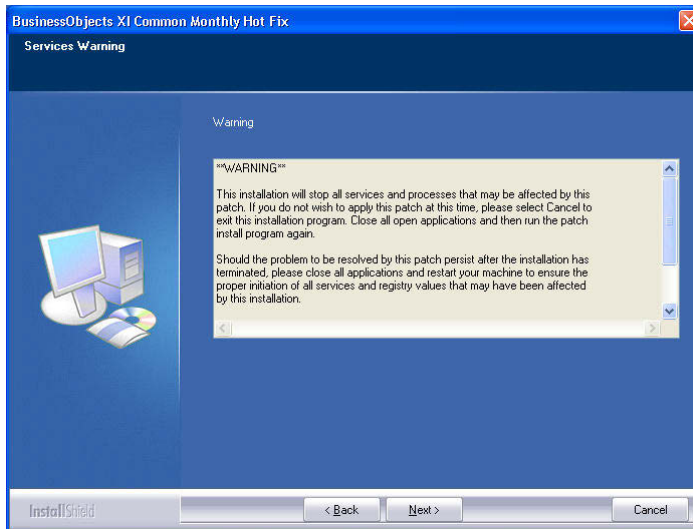 BusinessObjects XI Common Monthly Hot Fix
Services Warning
Warning
**WARNING**
This installation will stop all services and processes that may be affected by this
patch. If you do not wish to apply this patch at this time, please select Cancel to
exit this installation program. Close all open applications and then run the patch
install program again.
Should the problem to be resolved by this patch persist after the installation has
terminated, please close all applications and restart your machine to ensure the
proper initiation of all services and registry values that may have been affected
by this installation.
InstallShield
< Back
Next >
Cancel